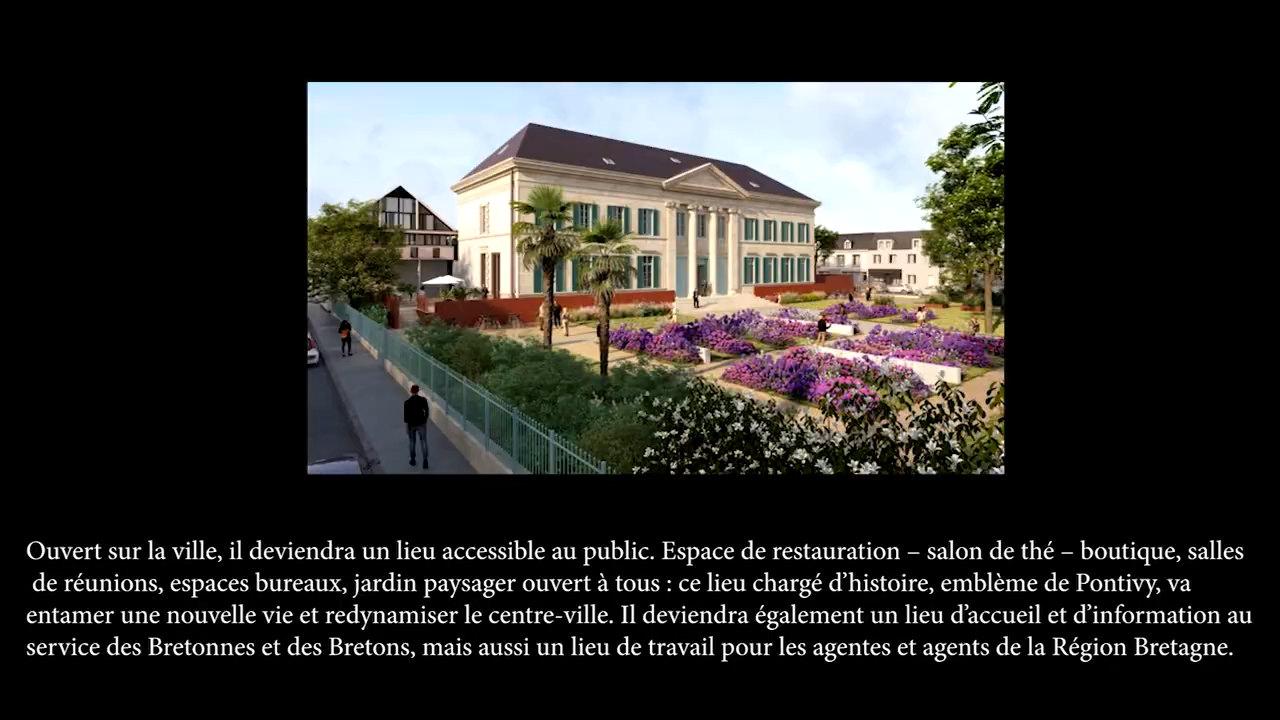 Ouvert sur la ville, il deviendra un lieu accessible au public. Espace de restauration – salon de thé – boutique, salles
de réunions, espaces bureaux, jardin paysager ouvert à tous : ce lieu chargé d’histoire, emblème de Pontivy, va
entamer une nouvelle vie et redynamiser le centre-ville. Il deviendra également un lieu d’accueil et d’information au
service des Bretonnes et des Bretons, mais aussi un lieu de travail pour les agentes et agents de la Région Bretagne.